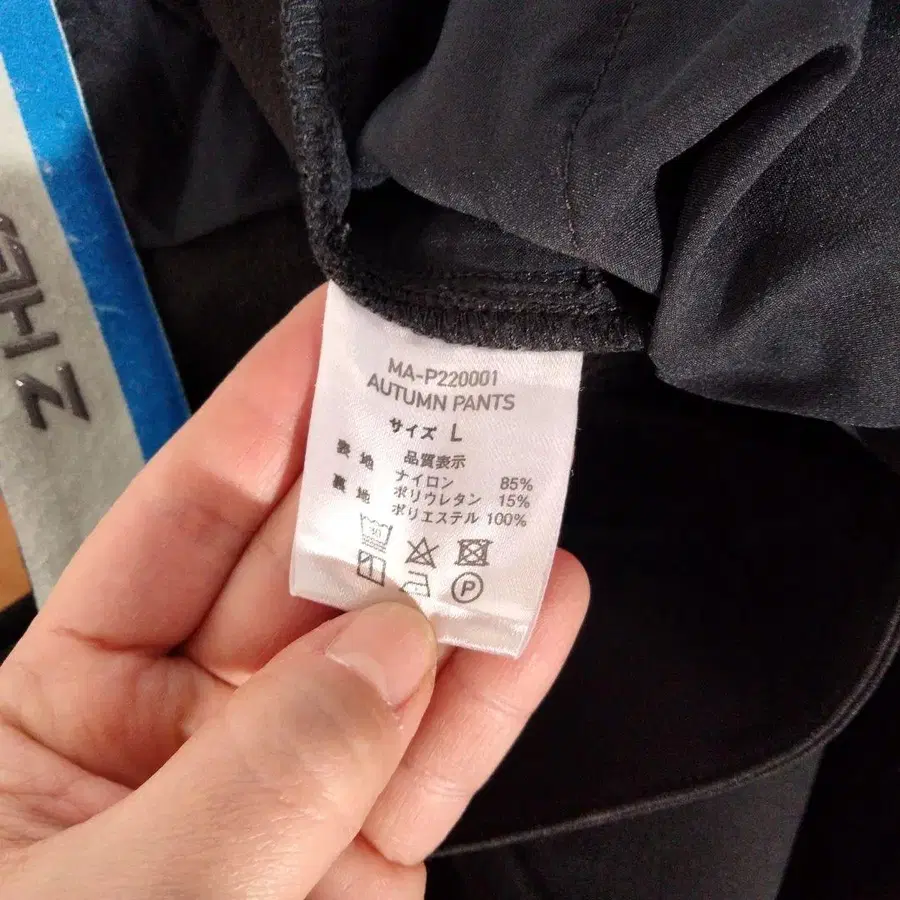 MA-P220001
AUTUMN PANTS
サイズ L
品質表示
表地 ナイロン 85%
ポリウレタン 15%
裏地 ポリエステル 100%
P